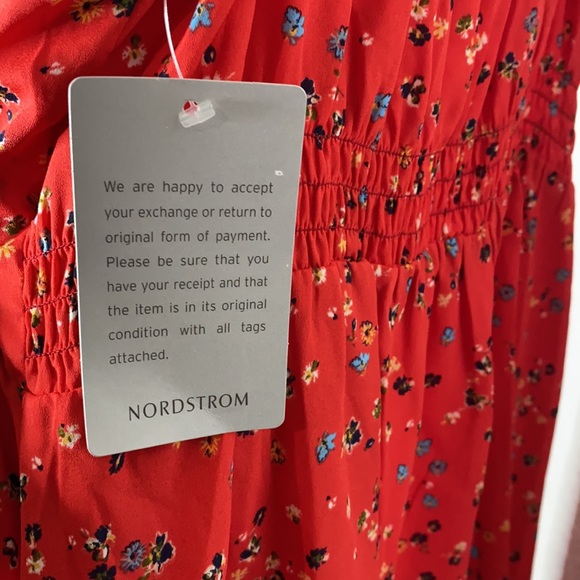 We are happy to accept
your exchange or return to
original form of payment.
Please be sure that you
have your receipt and that
the item is in its original
condition with all tags
attached.
NORDSTROM